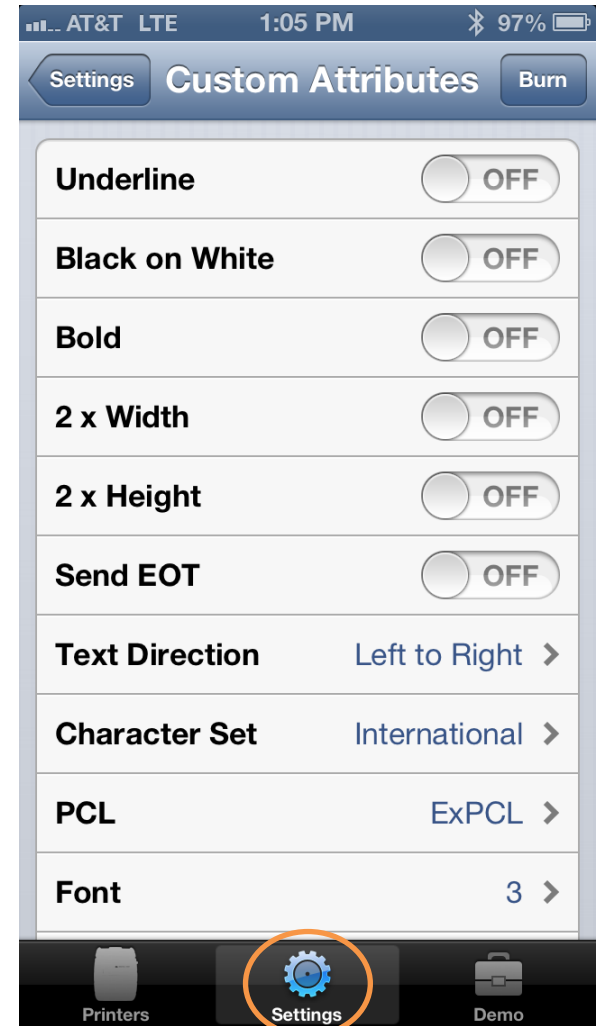 AT&T LTE 1:05 PM 97%
Settings Custom Attributes Burn
Underline OFF
Black on White OFF
Bold OFF
2 x Width OFF
2 x Height OFF
Send EOT OFF
Text Direction Left to Right
Character Set International
PCL ExPCL
Font 3
Printers Settings Demo